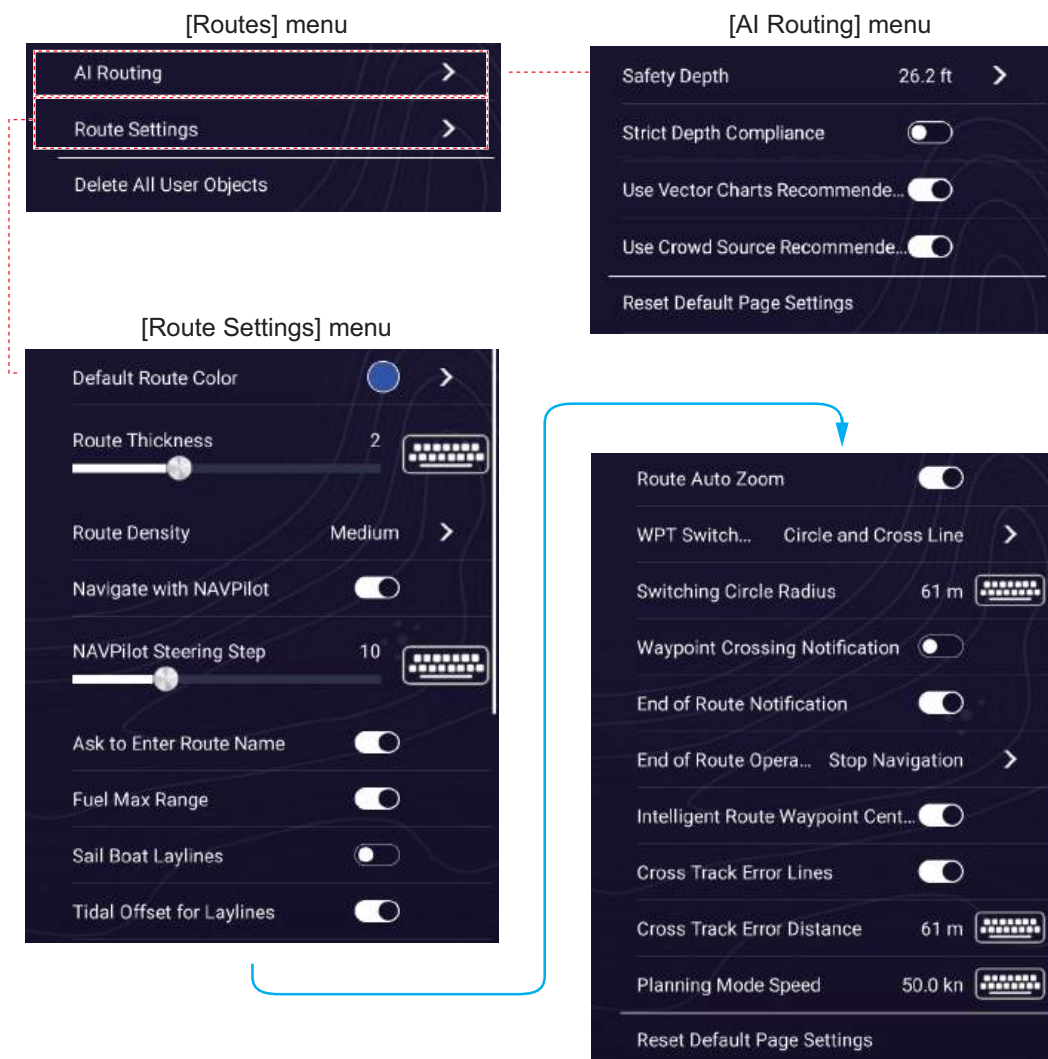 [Routes] menu
AI Routing
Route Settings
Delete All User Objects
[AI Routing] menu
Safety Depth 26.2 ft
Strict Depth Compliance
Use Vector Charts Recommende...
Use Crowd Source Recommende...
Reset Default Page Settings
[Route Settings] menu
Default Route Color
Route Thickness 2
Route Density Medium
Navigate with NAVPilot
NAVPilot Steering Step 10
Ask to Enter Route Name
Fuel Max Range
Sail Boat Laylines
Tidal Offset for Laylines
Route Auto Zoom
WPT Switch... Circle and Cross Line
Switching Circle Radius 61 m
Waypoint Crossing Notification
End of Route Notification
End of Route Opera... Stop Navigation
Intelligent Route Waypoint Cent...
Cross Track Error Lines
Cross Track Error Distance 61 m
Planning Mode Speed 50.0 kn
Reset Default Page Settings